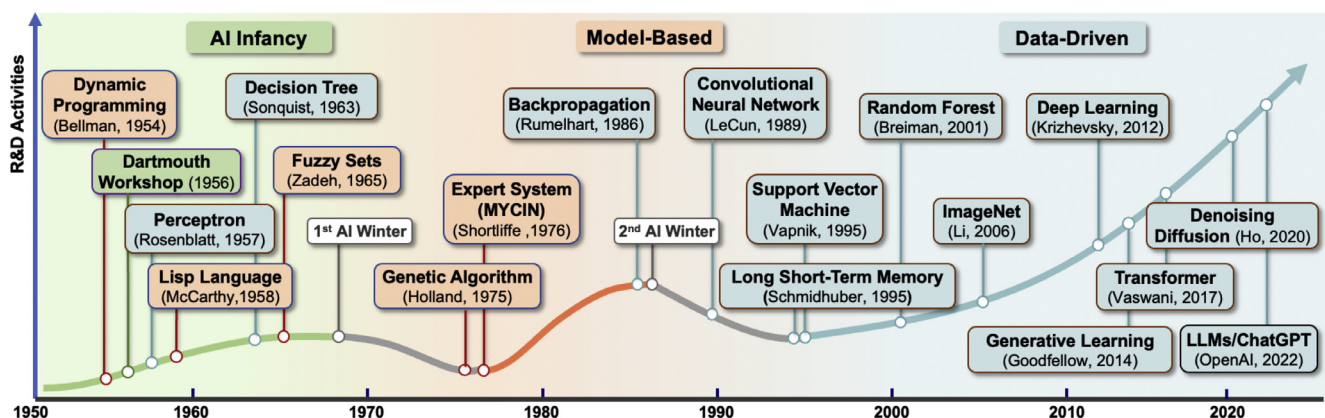 AI Infancy
Model-Based
Data-Driven
R&D Activities
Dynamic
Programming
(Bellman, 1954)
Dartmouth
Workshop (1956)
Perceptron
(Rosenblatt, 1957)
Lisp Language
(McCarthy,1958)
Decision Tree
(Sonquist, 1963)
Fuzzy Sets
(Zadeh, 1965)
1st AI Winter
Genetic Algorithm
(Holland, 1975)
Expert System
(MYCIN)
(Shortliffe ,1976)
Backpropagation
(Rumelhart, 1986)
2nd AI Winter
Convolutional
Neural Network
(LeCun, 1989)
Support Vector
Machine
(Vapnik, 1995)
Long Short-Term Memory
(Schmidhuber, 1995)
Random Forest
(Breiman, 2001)
ImageNet
(Li, 2006)
Deep Learning
(Krizhevsky, 2012)
Generative Learning
(Goodfellow, 2014)
Transformer
(Vaswani, 2017)
Denoising
Diffusion (Ho, 2020)
LLMs/ChatGPT
(OpenAI, 2022)
1950
1960
1970
1980
1990
2000
2010
2020